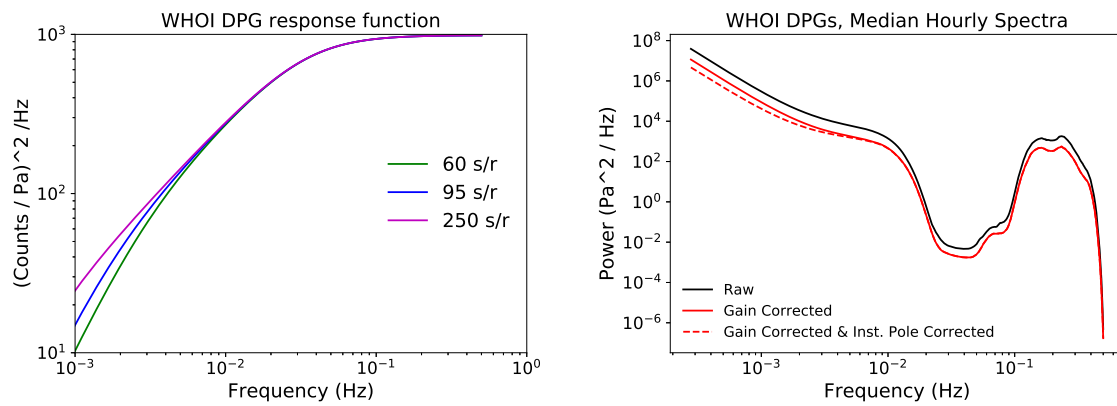 WHOI DPG response function
(Counts / Pa)^2 /Hz
10^3
10^2
10^1
60 s/r
95 s/r
250 s/r
10^−3
10^−2
10^−1
10^0
Frequency (Hz)
WHOI DPGs, Median Hourly Spectra
Power (Pa^2 / Hz)
10^8
10^6
10^4
10^2
10^0
10^−2
10^−4
10^−6
Raw
Gain Corrected
Gain Corrected & Inst. Pole Corrected
10^−3
10^−2
10^−1
Frequency (Hz)